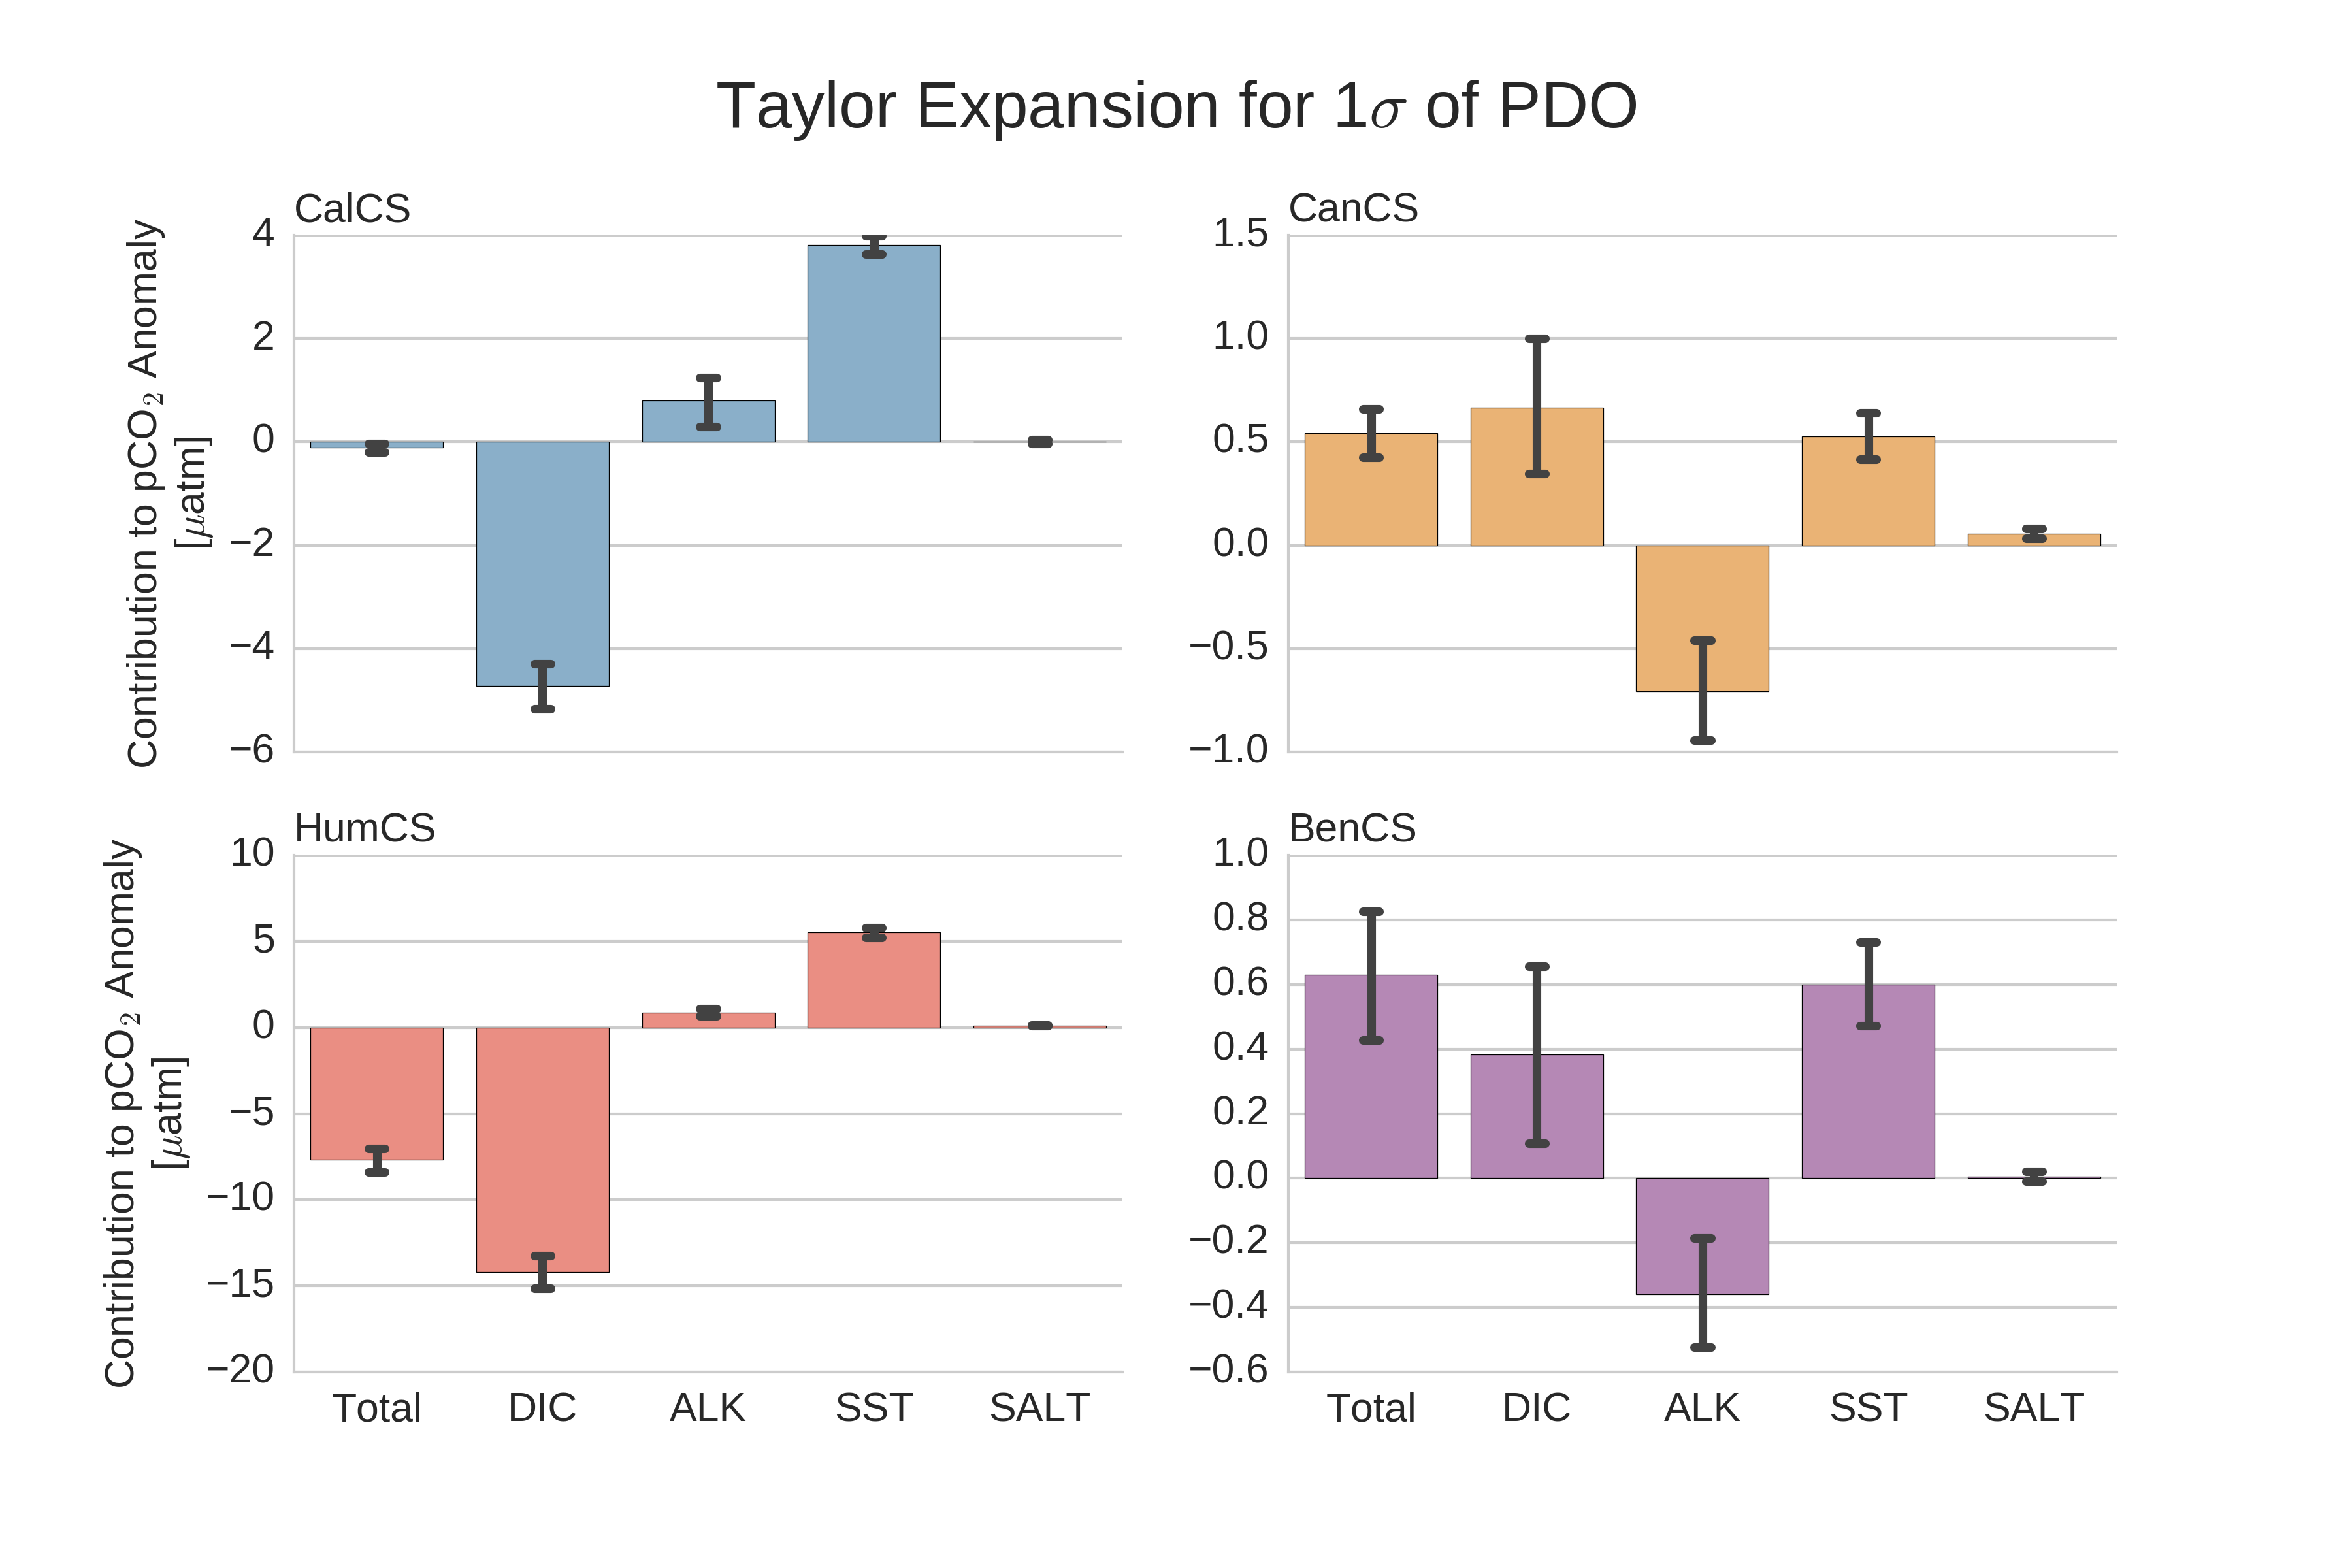 Taylor Expansion for 1σ of PDO
CalCS
Contribution to pCO₂ Anomaly
[μatm]
4
2
0
−2
−4
−6
CanCS
1.5
1.0
0.5
0.0
−0.5
−1.0
HumCS
Contribution to pCO₂ Anomaly
[μatm]
10
5
0
−5
−10
−15
−20
Total DIC ALK SST SALT
BenCS
1.0
0.8
0.6
0.4
0.2
0.0
−0.2
−0.4
−0.6
Total DIC ALK SST SALT